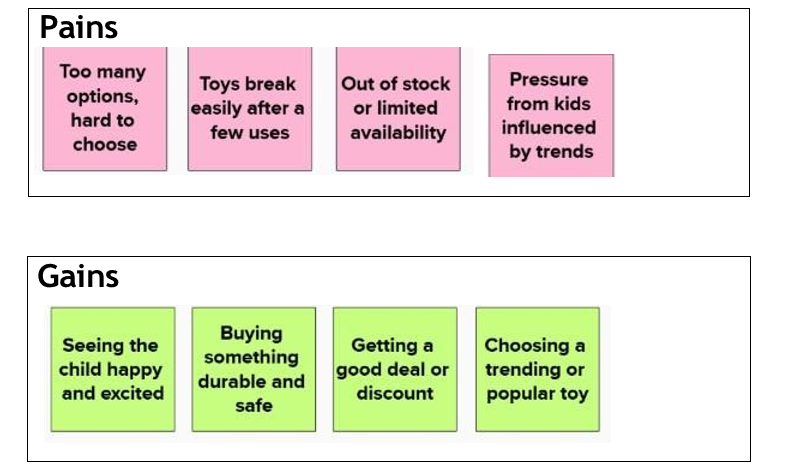 Pains
Too many
options,
hard to
choose
Toys break
easily after a
few uses
Out of stock
or limited
availability
Pressure
from kids
influenced
by trends
Gains
Seeing the
child happy
and excited
Buying
something
durable and
safe
Getting a
good deal or
discount
Choosing a
trending or
popular toy